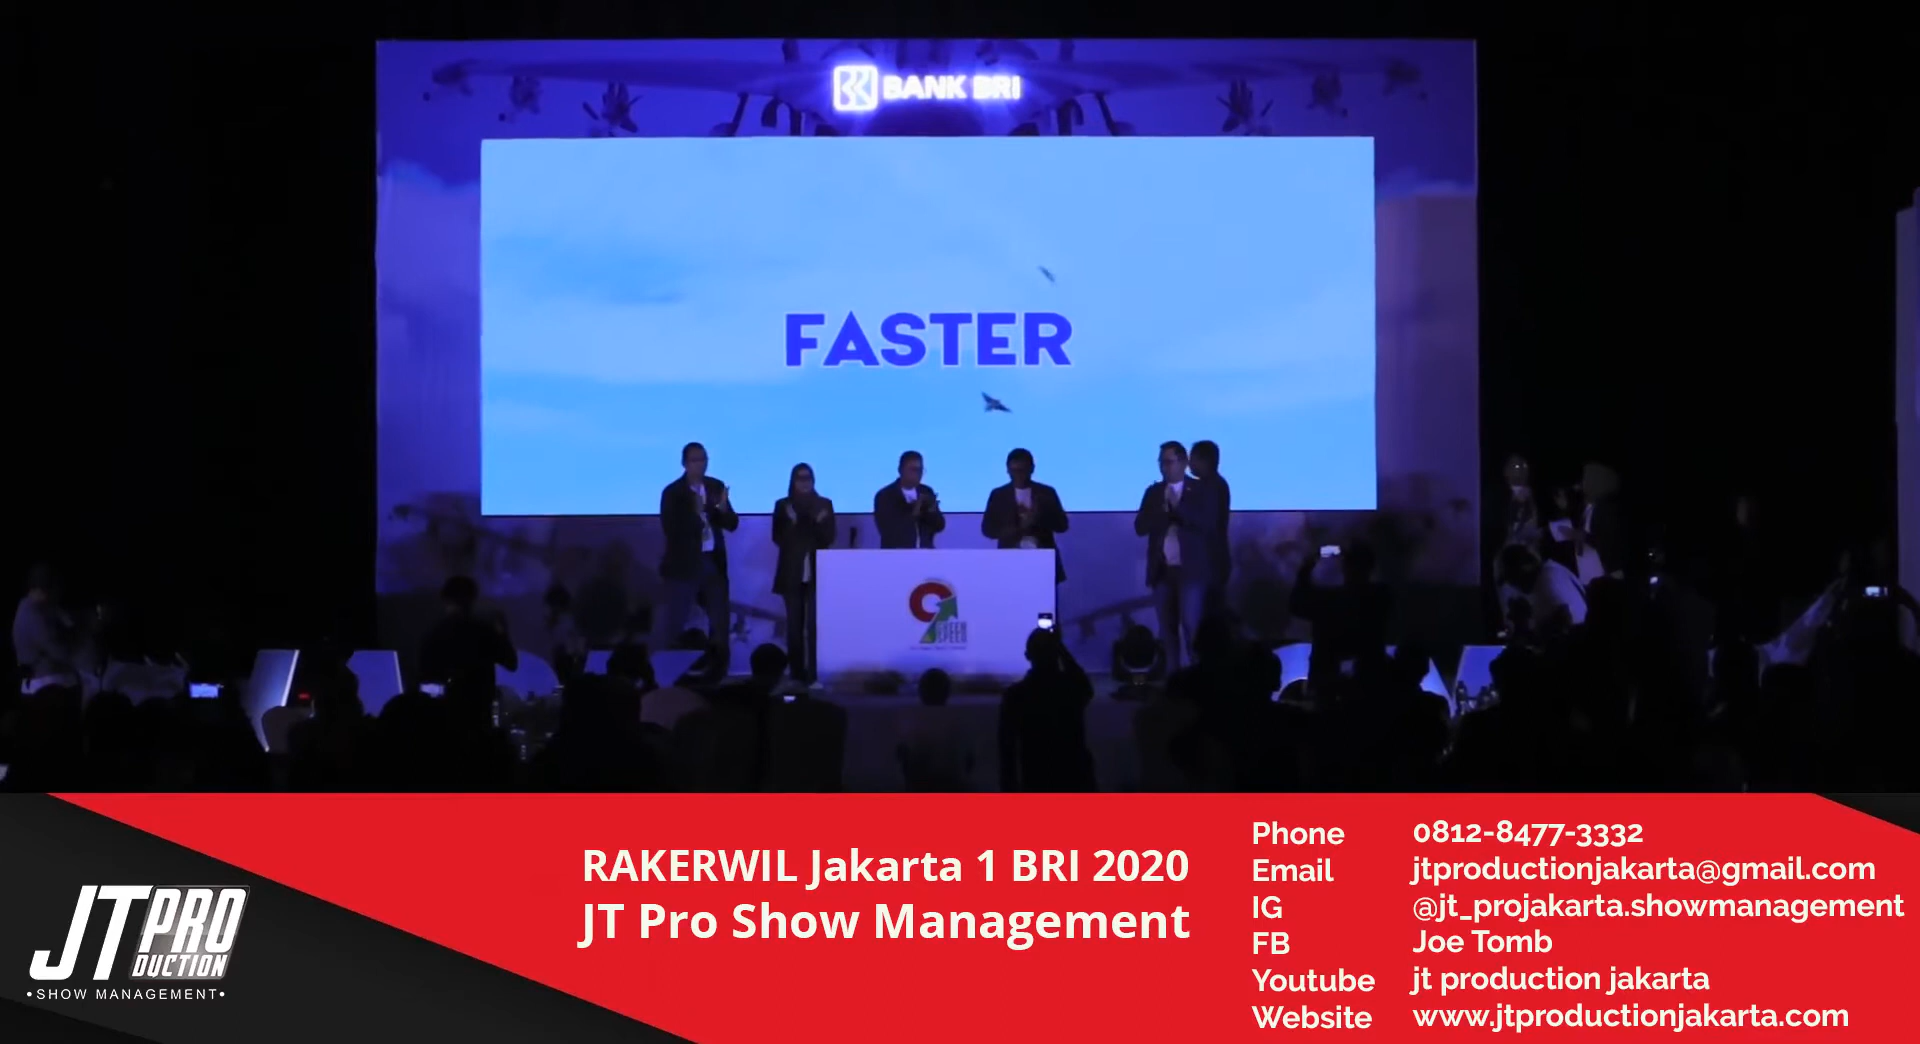 BANK BRI
FASTER
GREEN
SPEED
RAKERWIL Jakarta 1 BRI 2020
JT Pro Show Management
Phone 0812-8477-3332
Email jtproductionjakarta@gmail.com
IG @jt_projakarta.showmanagement
FB Joe Tomb
Youtube jt production jakarta
Website www.jtproductionjakarta.com
JT PRO
DUCTION
•SHOW MANAGEMENT•